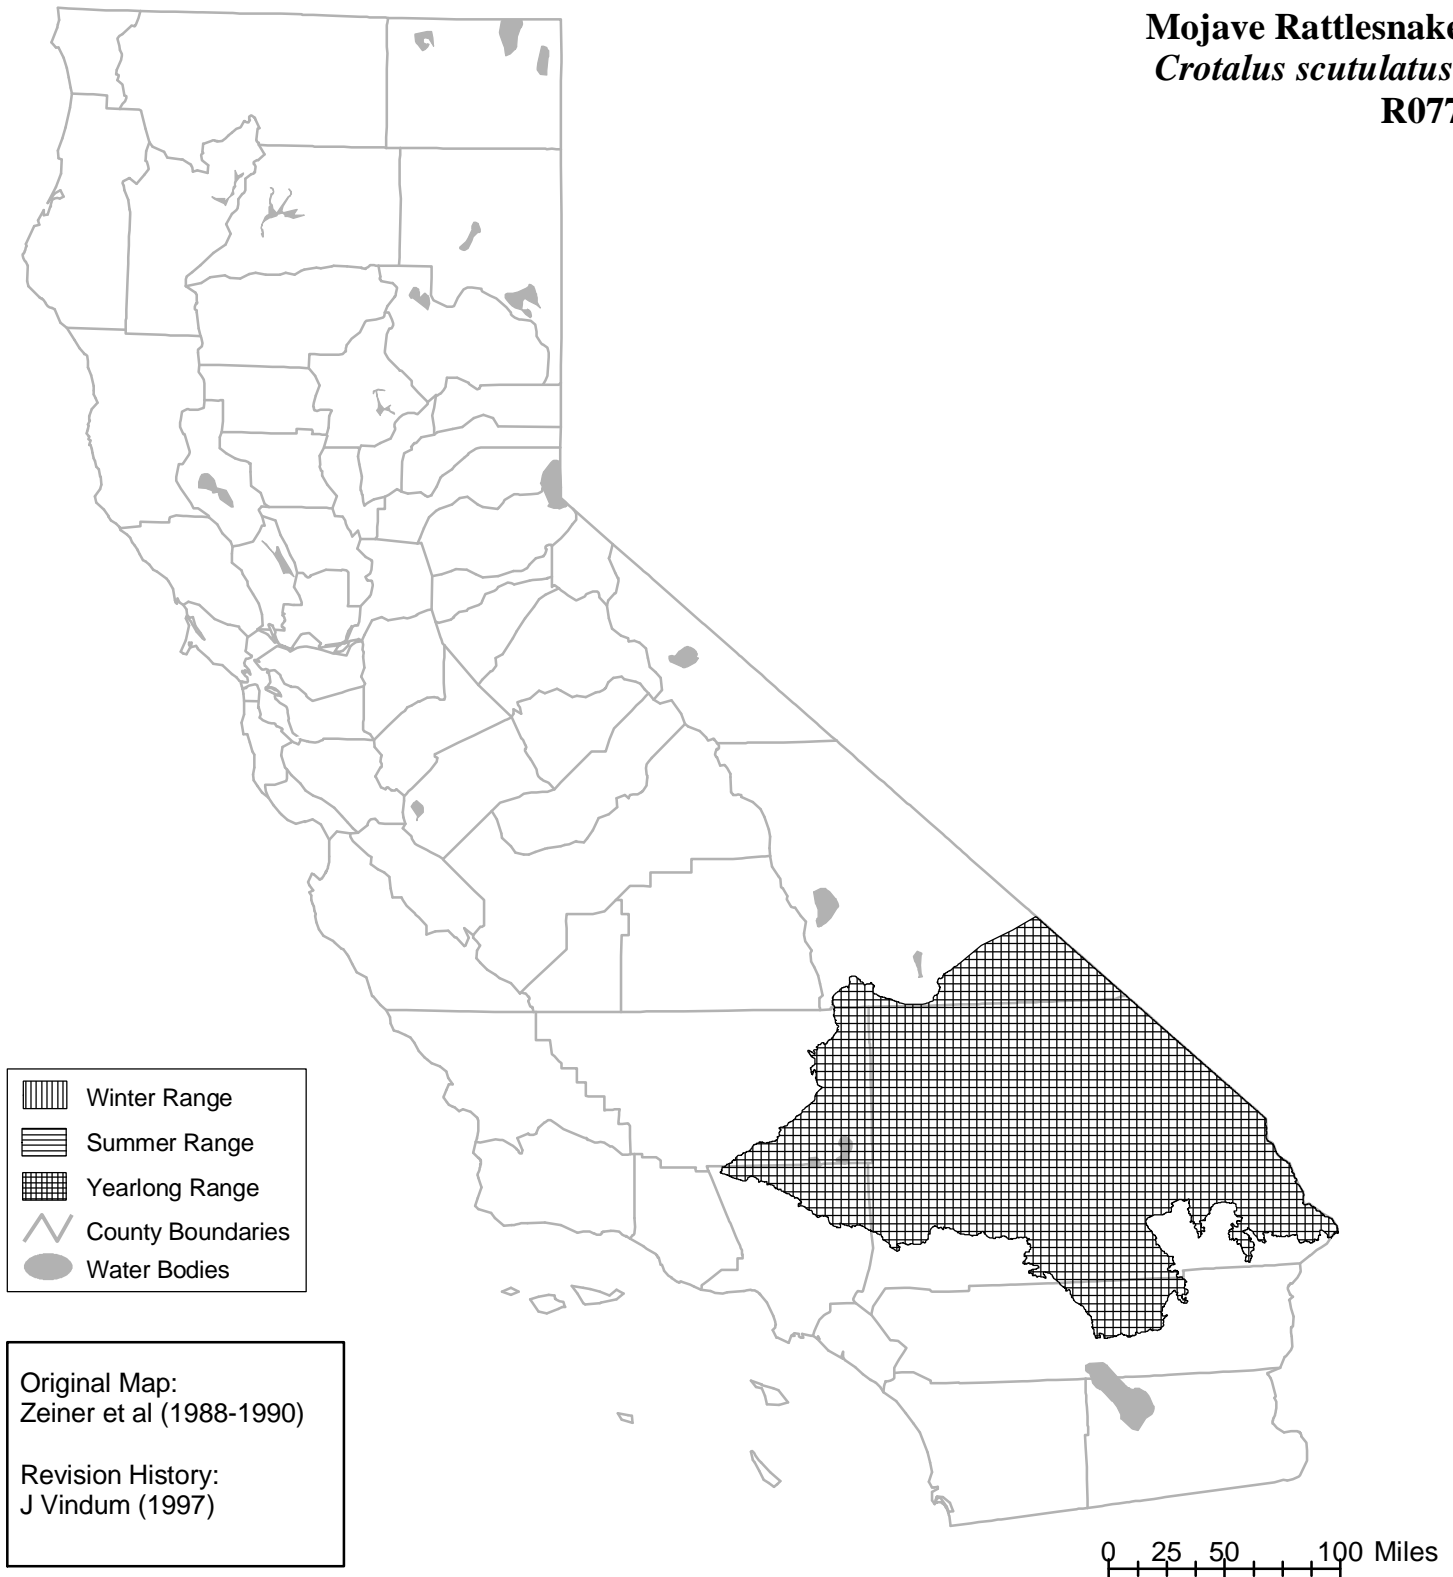 Mojave Rattlesnake
Crotalus scutulatus
R077
Winter Range
Summer Range
Yearlong Range
County Boundaries
Water Bodies
Original Map:
Zeiner et al (1988-1990)
Revision History:
J Vindum (1997)
0 25 50 100 Miles